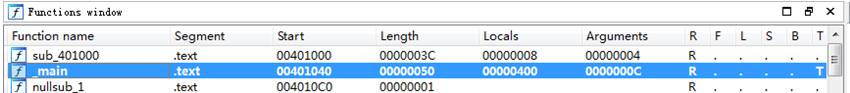 Functions window
Function name Segment Start Length Locals Arguments R F L S B T
sub_401000 .text 00401000 0000003C 00000008 00000004 R . . . . .
_main .text 00401040 00000050 00000400 0000000C R . . . . T
nullsub_1 .text 004010C0 00000001 R . . . . .